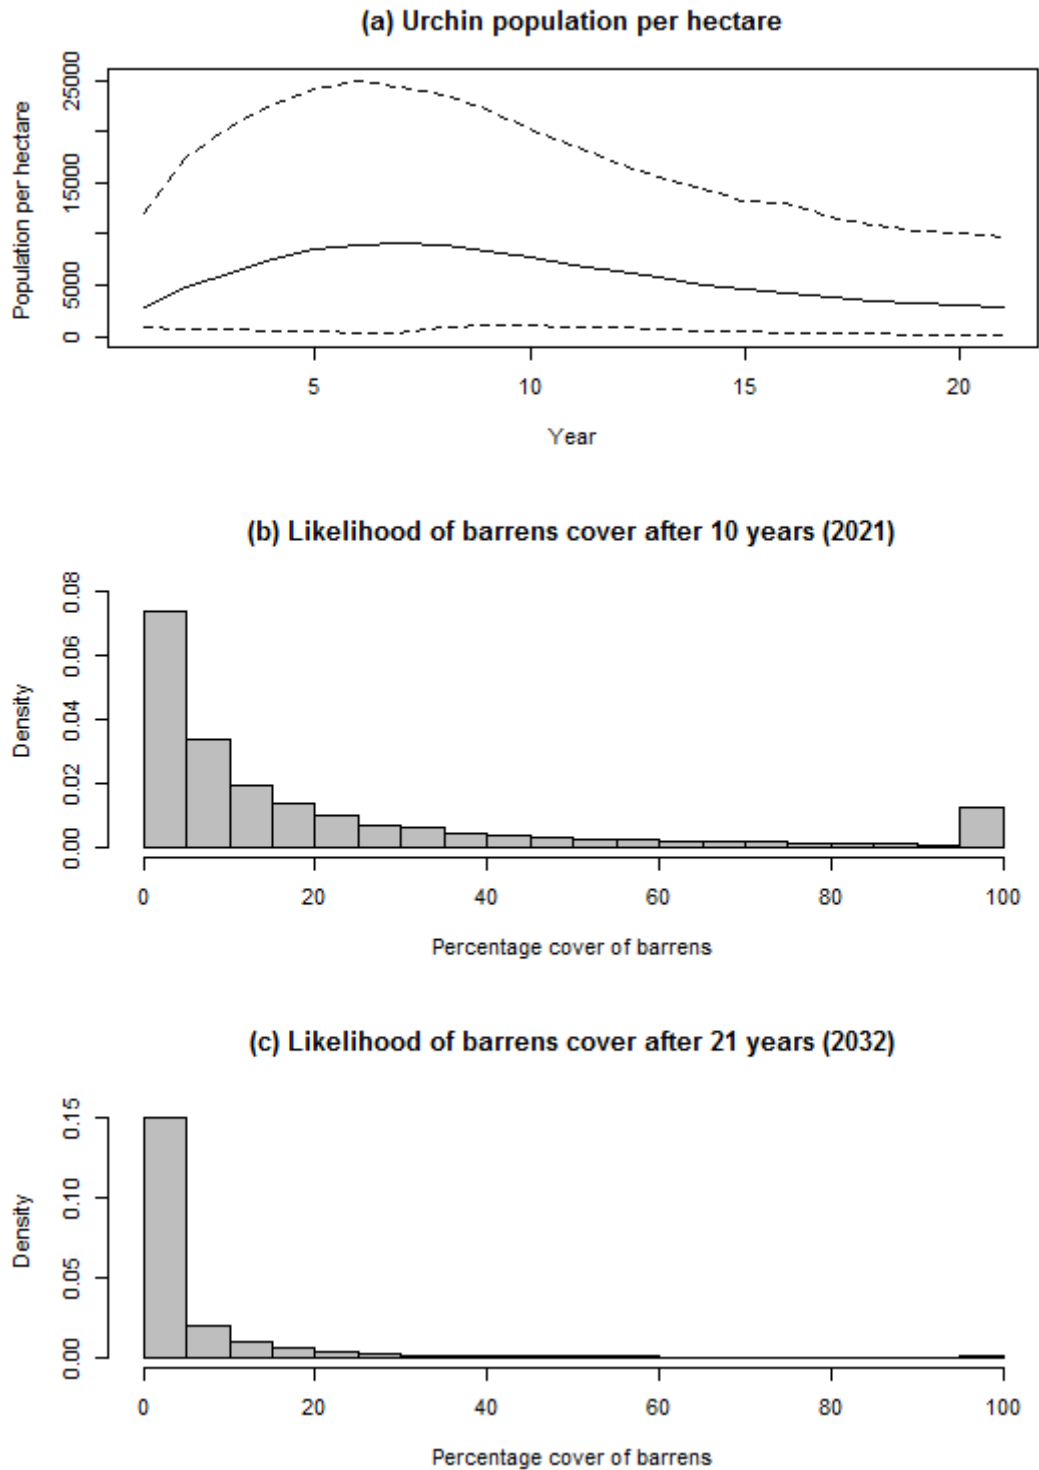 (a) Urchin population per hectare
Population per hectare
0 5000 15000 25000
5 10 15 20
Year
(b) Likelihood of barrens cover after 10 years (2021)
Density
0.00 0.02 0.04 0.06 0.08
0 20 40 60 80 100
Percentage cover of barrens
(c) Likelihood of barrens cover after 21 years (2032)
Density
0.00 0.05 0.10 0.15
0 20 40 60 80 100
Percentage cover of barrens